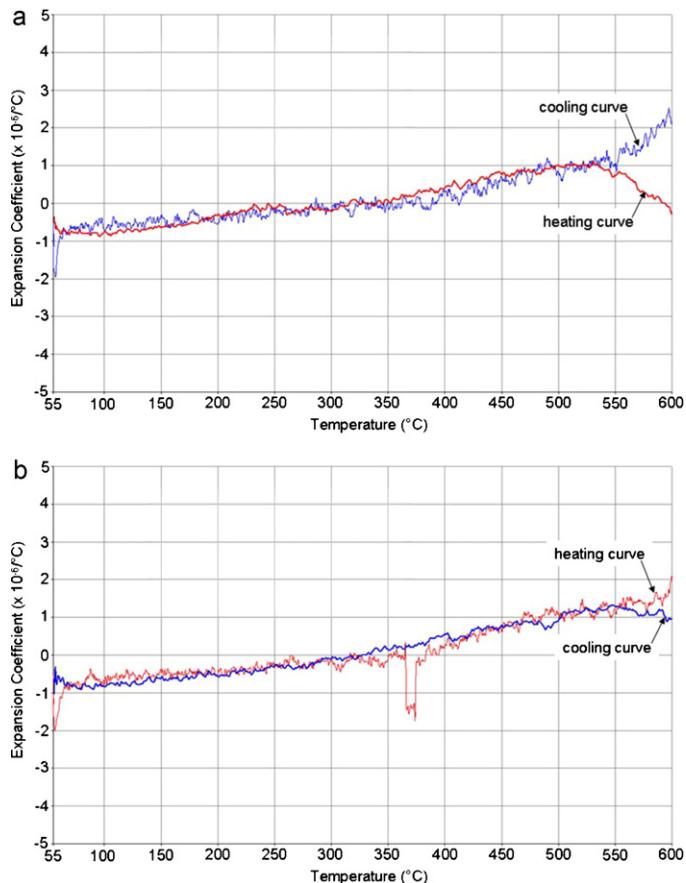 a
5
4
3
2
1
0
-1
-2
-3
-4
-5
Expansion Coefficient (x 10⁻⁶/°C)
cooling curve
heating curve
55 100 150 200 250 300 350 400 450 500 550 600
Temperature (°C)
b
5
4
3
2
1
0
-1
-2
-3
-4
-5
Expansion Coefficient (x 10⁻⁶/°C)
heating curve
cooling curve
55 100 150 200 250 300 350 400 450 500 550 600
Temperature (°C)